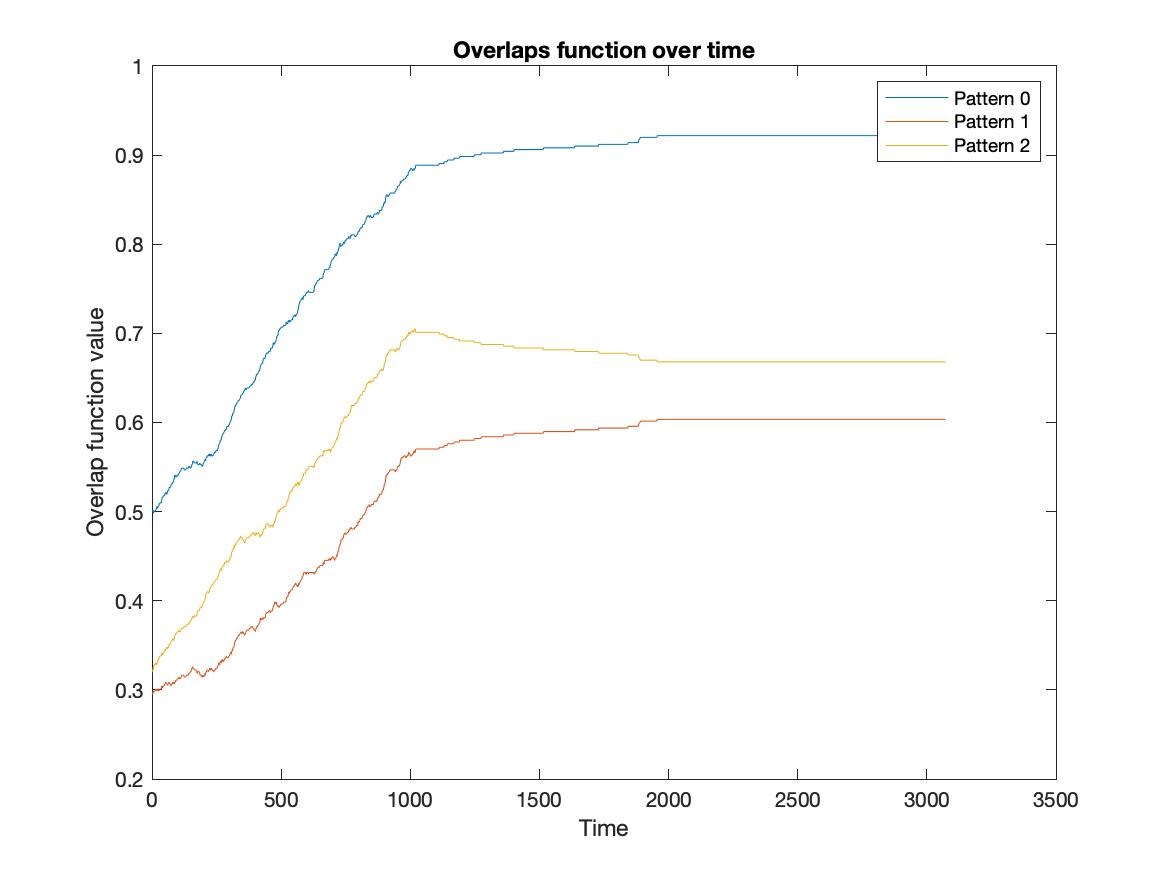 Overlaps function over time
1
0.9
0.8
0.7
0.6
0.5
0.4
0.3
0.2
Overlap function value
Pattern 0
Pattern 1
Pattern 2
0 500 1000 1500 2000 2500 3000 3500
Time